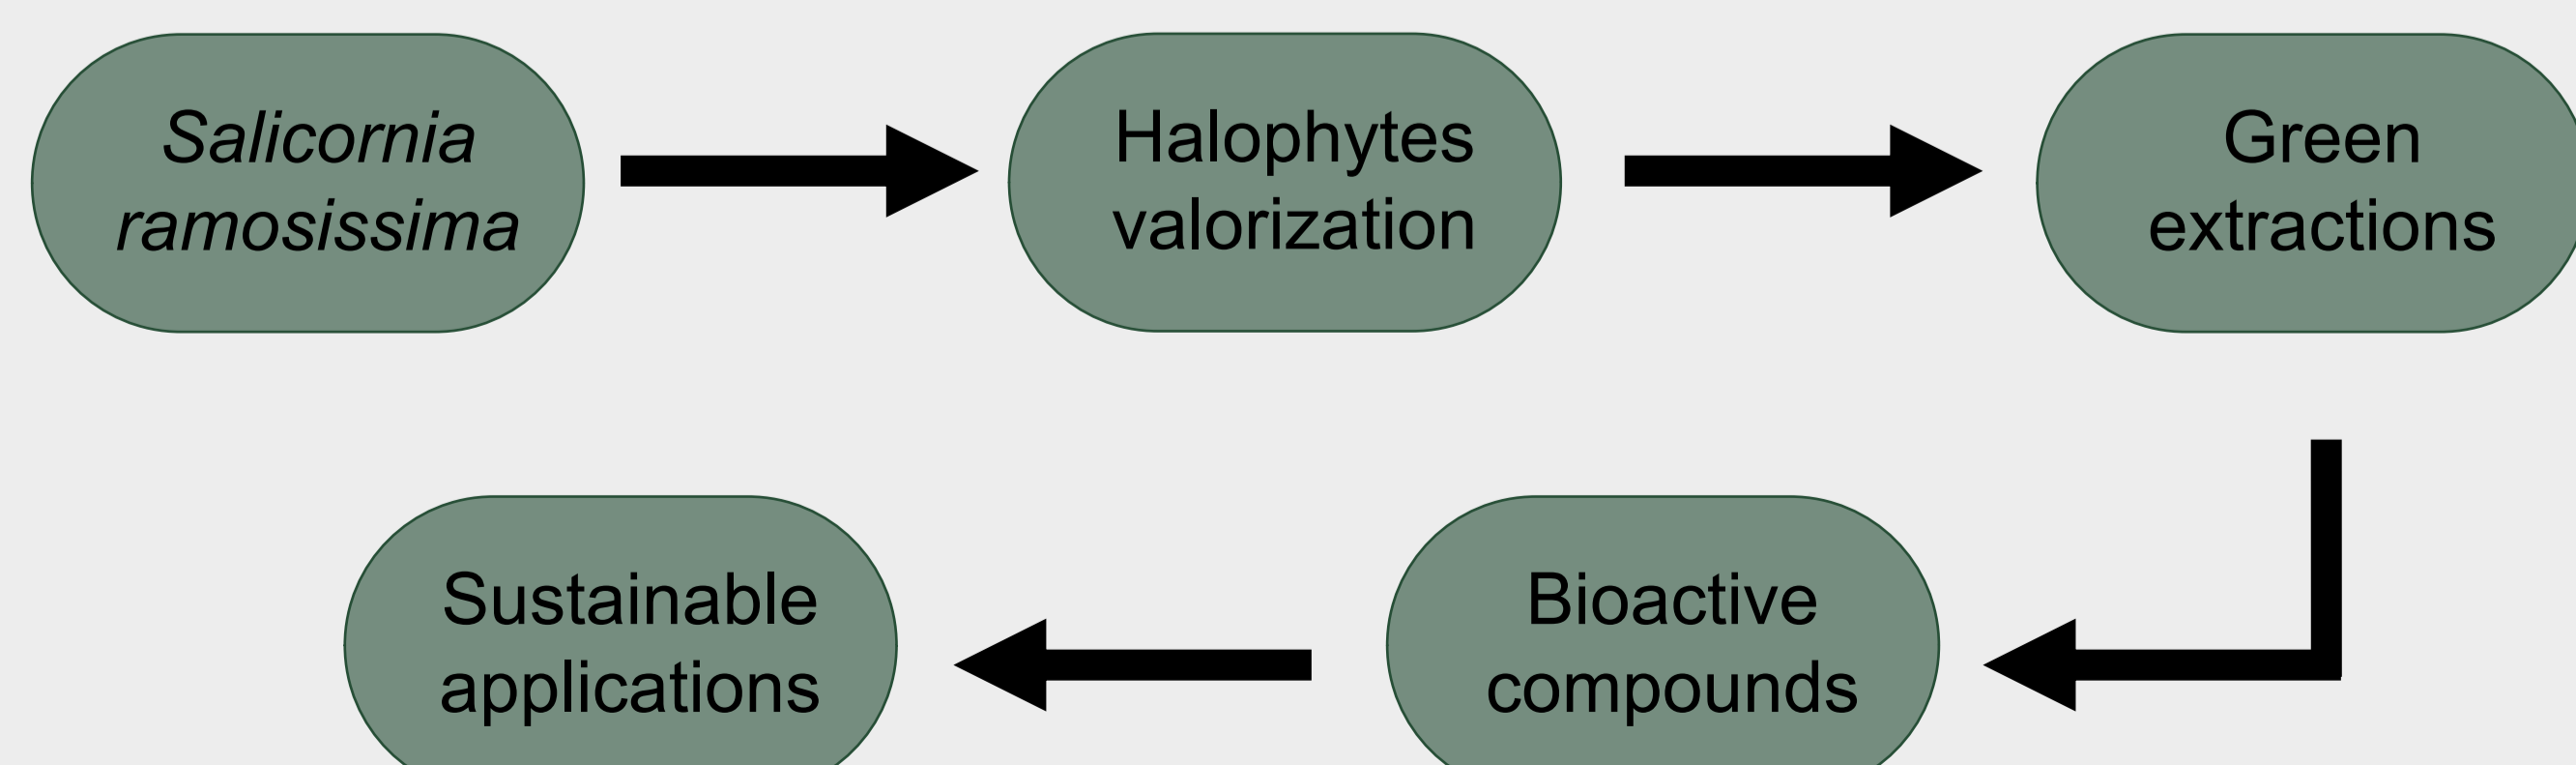 Salicornia
ramosissima
Halophytes
valorization
Green
extractions
Bioactive
compounds
Sustainable
applications